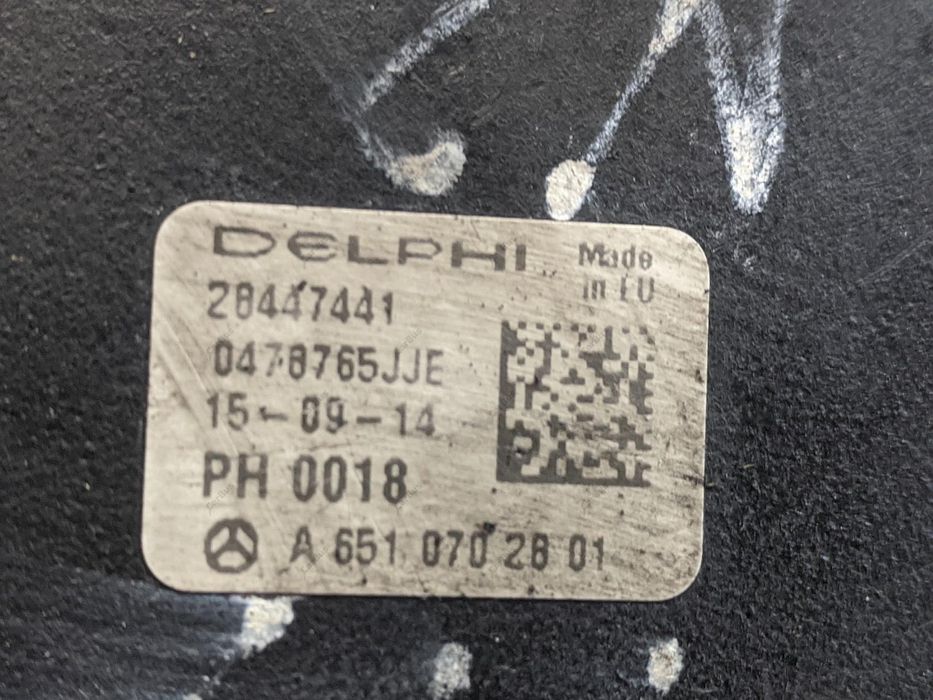 DELPHI
Made
in EU
28447441
0478765JJE
15-09-14
PH 0018
A 651 070 28 01